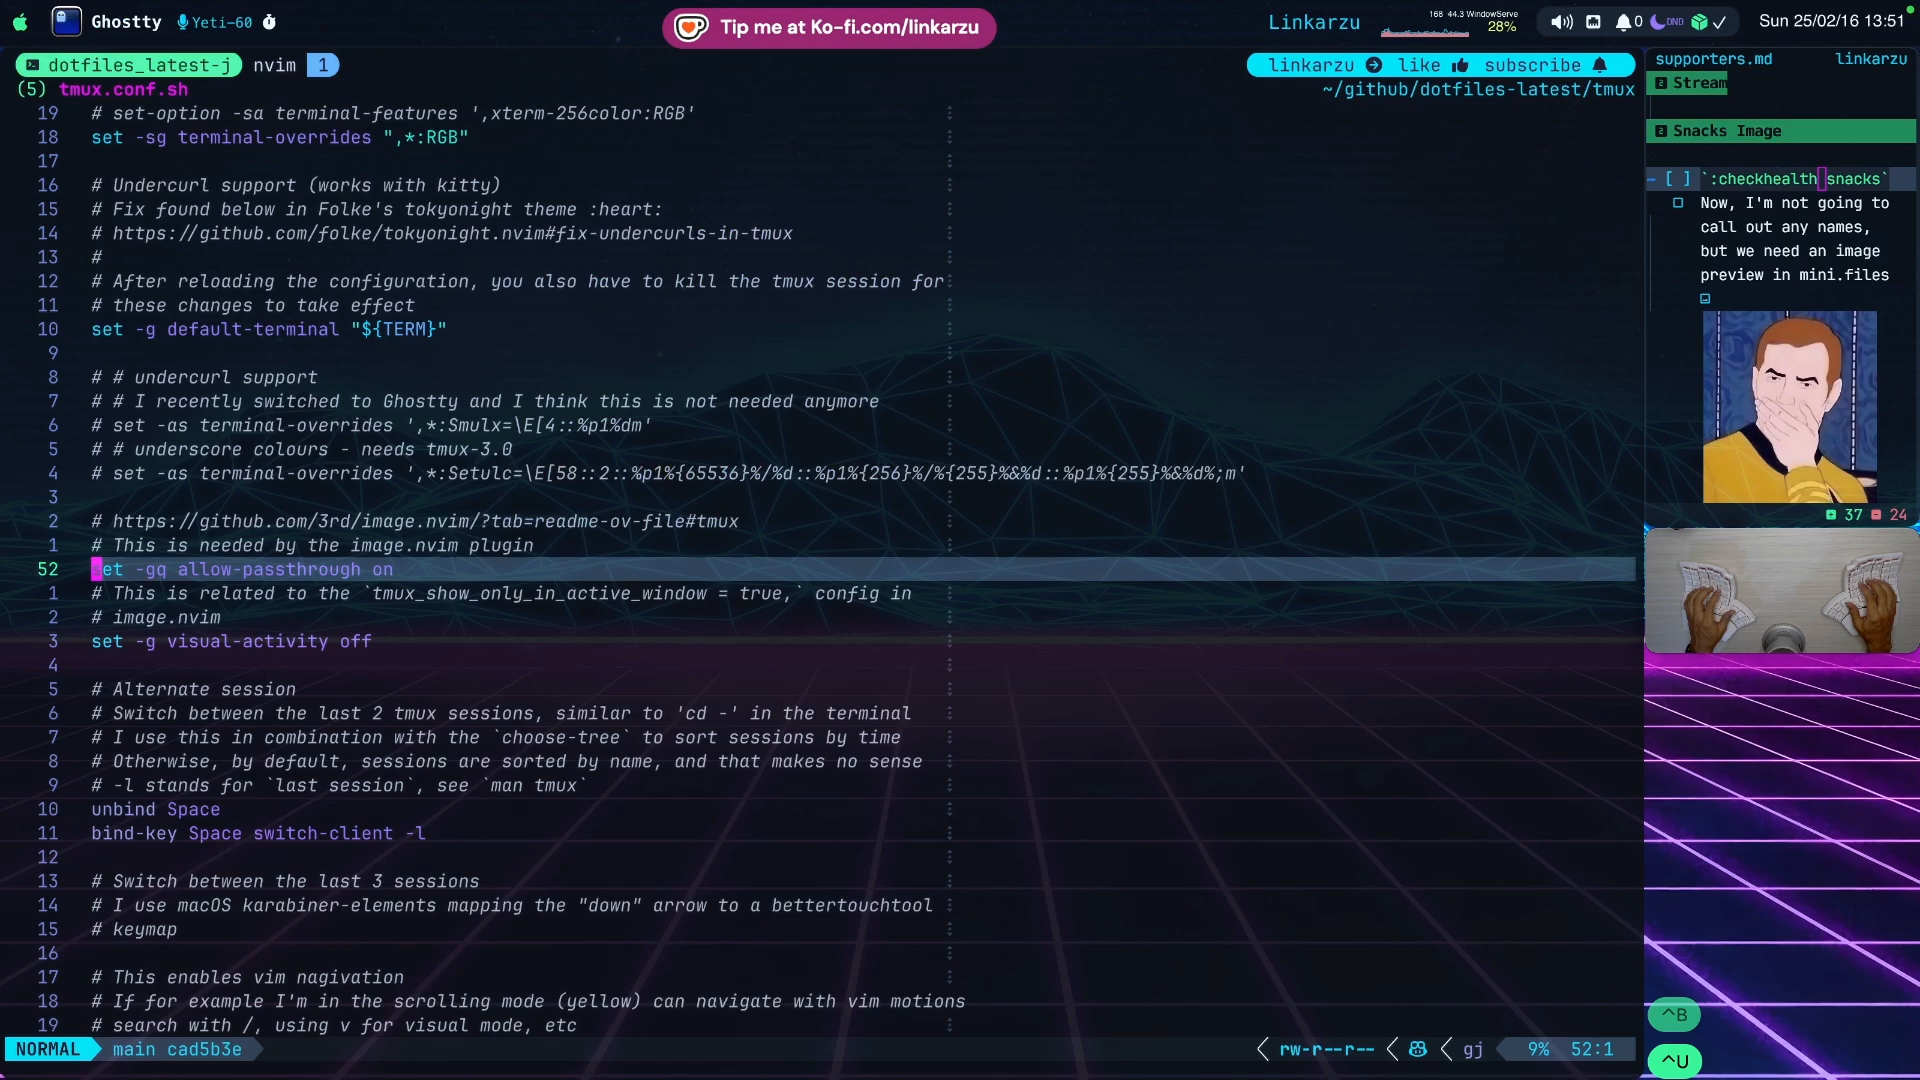 Ghostty Yeti-60
Tip me at Ko-fi.com/linkarzu
Linkarzu
168 44.3 WindowServe
28%
0 DND
Sun 25/02/16 13:51
dotfiles_latest-j nvim 1
linkarzu like subscribe
(5) tmux.conf.sh
~/github/dotfiles-latest/tmux
19 # set-option -sa terminal-features ',xterm-256color:RGB'
18 set -sg terminal-overrides ",*:RGB"
17
16 # Undercurl support (works with kitty)
15 # Fix found below in Folke's tokyonight theme :heart:
14 # https://github.com/folke/tokyonight.nvim#fix-undercurls-in-tmux
13 #
12 # After reloading the configuration, you also have to kill the tmux session for
11 # these changes to take effect
10 set -g default-terminal "${TERM}"
9
8 # # undercurl support
7 # # I recently switched to Ghostty and I think this is not needed anymore
6 # set -as terminal-overrides ',*:Smulx=\E[4::%p1%dm'
5 # # underscore colours - needs tmux-3.0
4 # set -as terminal-overrides ',*:Setulc=\E[58::2::%p1%{65536}%/%d::%p1%{256}%/%{255}%&%d::%p1%{255}%&%d%;m'
3
2 # https://github.com/3rd/image.nvim/?tab=readme-ov-file#tmux
1 # This is needed by the image.nvim plugin
52 set -gq allow-passthrough on
1 # This is related to the `tmux_show_only_in_active_window = true,` config in
2 # image.nvim
3 set -g visual-activity off
4
5 # Alternate session
6 # Switch between the last 2 tmux sessions, similar to 'cd -' in the terminal
7 # I use this in combination with the `choose-tree` to sort sessions by time
8 # Otherwise, by default, sessions are sorted by name, and that makes no sense
9 # -l stands for `last session`, see `man tmux`
10 unbind Space
11 bind-key Space switch-client -l
12
13 # Switch between the last 3 sessions
14 # I use macOS karabiner-elements mapping the "down" arrow to a bettertouchtool
15 # keymap
16
17 # This enables vim nagivation
18 # If for example I'm in the scrolling mode (yellow) can navigate with vim motions
19 # search with /, using v for visual mode, etc
NORMAL main cad5b3e
rw-r--r-- gj 9% 52:1
supporters.md linkarzu
2 Stream
2 Snacks Image
- [ ] `:checkhealth snacks`
Now, I'm not going to
call out any names,
but we need an image
preview in mini.files
37 24
^B
^U